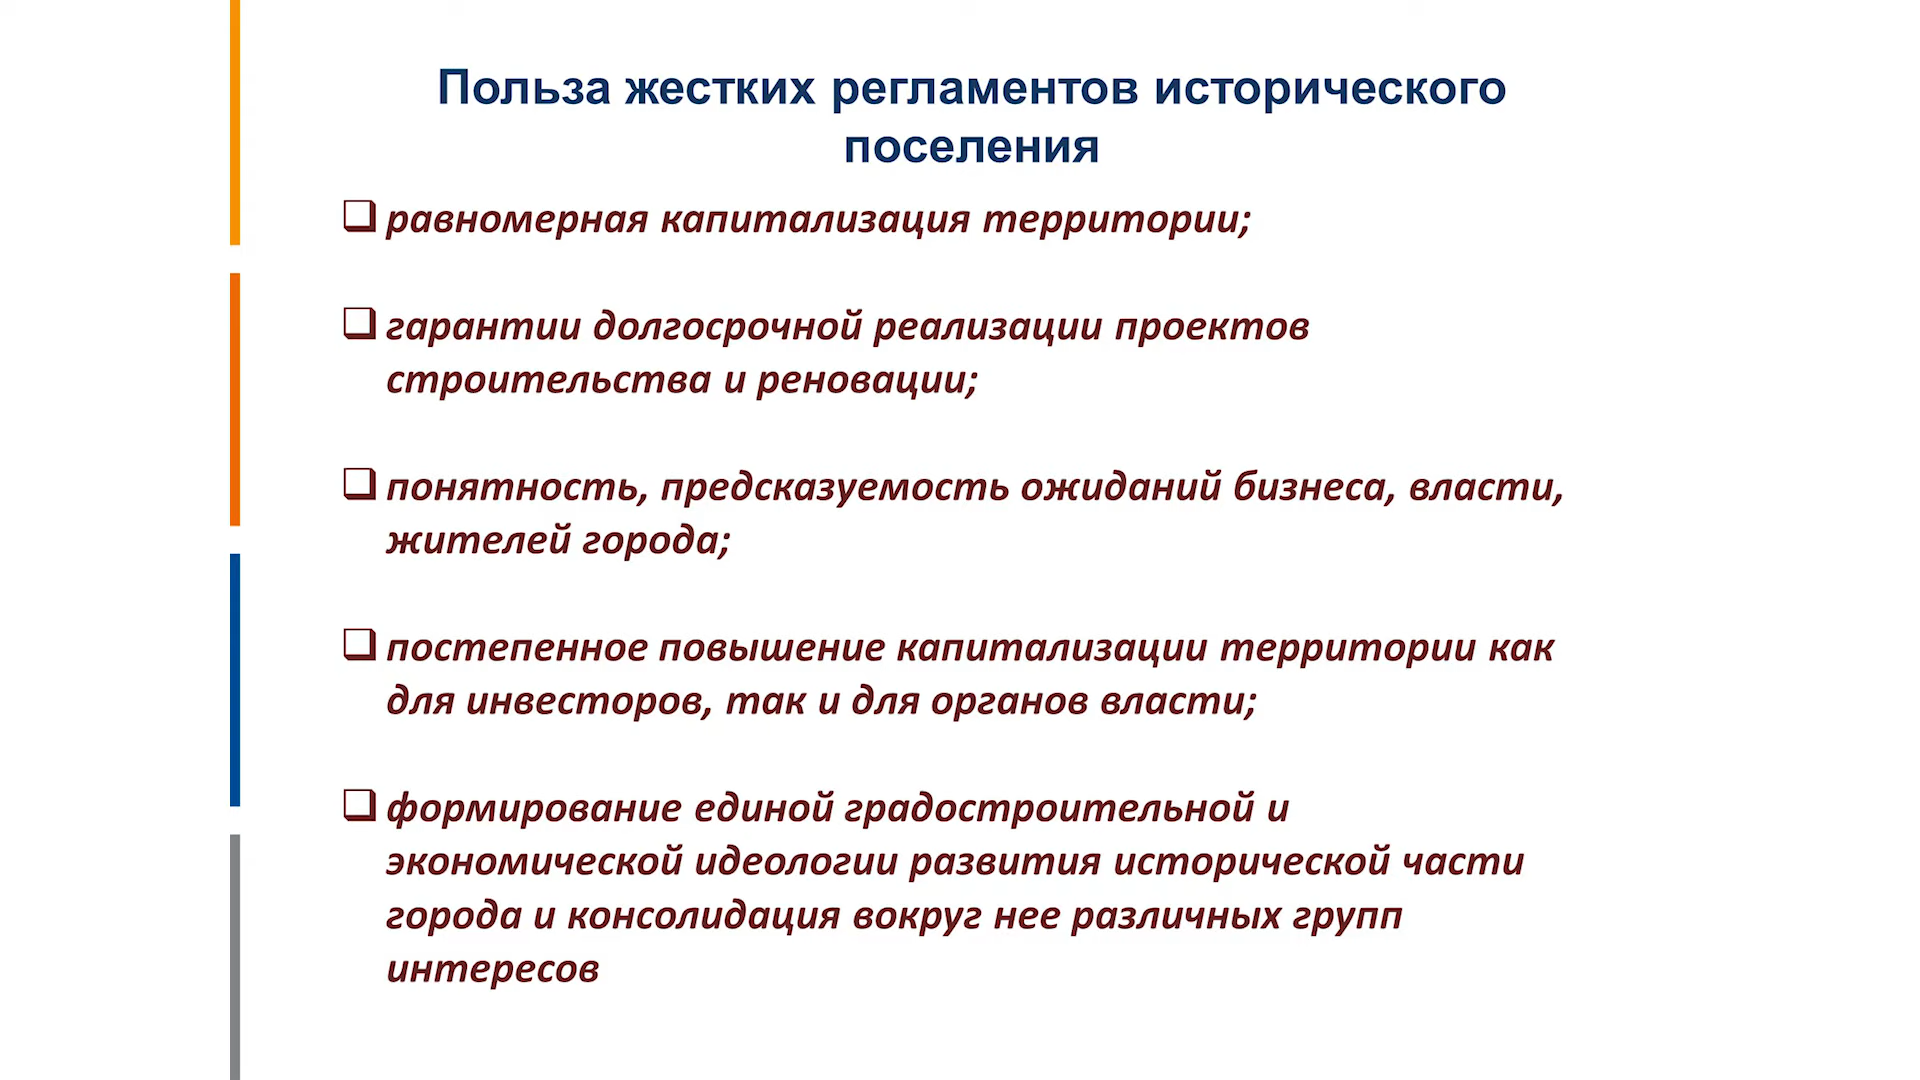 Польза жестких регламентов исторического
поселения
равномерная капитализация территории;
гарантии долгосрочной реализации проектов
строительства и реновации;
понятность, предсказуемость ожиданий бизнеса, власти,
жителей города;
постепенное повышение капитализации территории как
для инвесторов, так и для органов власти;
формирование единой градостроительной и
экономической идеологии развития исторической части
города и консолидация вокруг нее различных групп
интересов